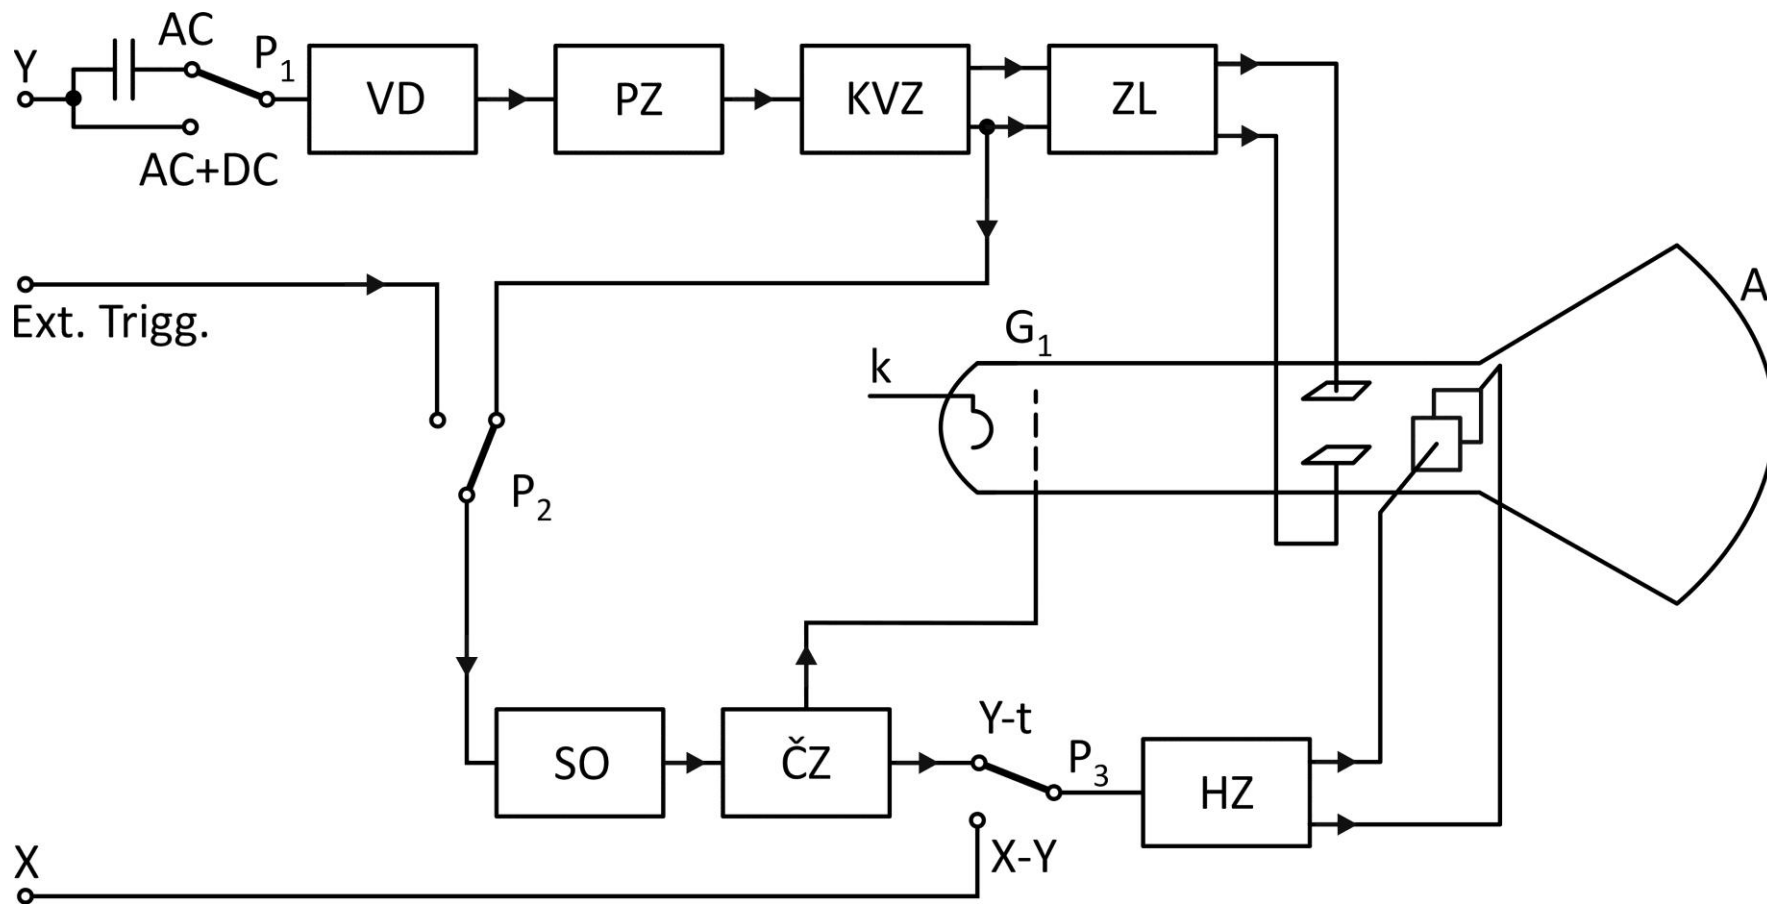 AC
Y
P1
VD
PZ
KVZ
ZL
AC+DC
Ext. Trigg.
A
G1
k
P2
Y-t
SO
ČZ
P3
HZ
X-Y
X